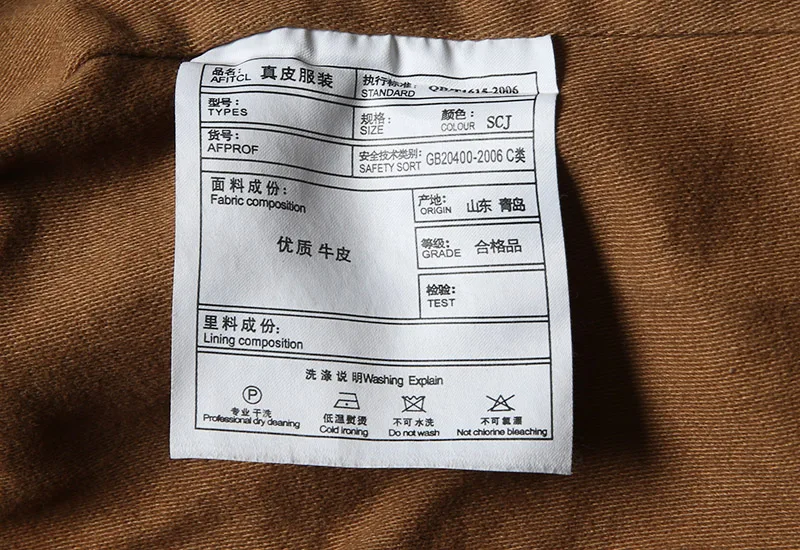 品名: 真皮服装 执行标准: QB/T1615-2006
AFITCL STANDARD
型号: 规格: 颜色: SCJ
TYPES SIZE COLOUR
货号: 安全技术类别: GB20400-2006 C类
AFPROF SAFETY SORT
面料成份: 产地: 山东 青岛
Fabric composition ORIGIN
优质 牛皮 等级: 合格品
GRADE
检验:
TEST
里料成份:
Lining composition
洗涤说明Washing Explain
P
专业干洗 低温熨烫 不可水洗 不可氯漂
Professional dry cleaning Cold ironing Do not wash Not chlorine bleaching